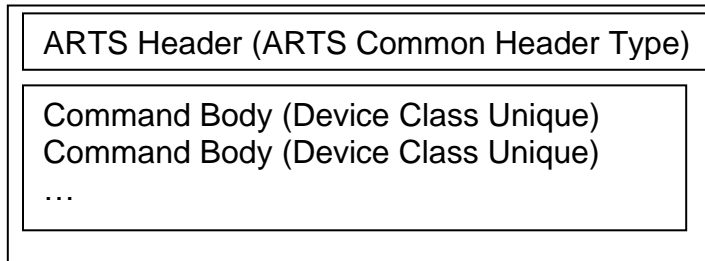 ARTS Header (ARTS Common Header Type)
Command Body (Device Class Unique)
Command Body (Device Class Unique)
…